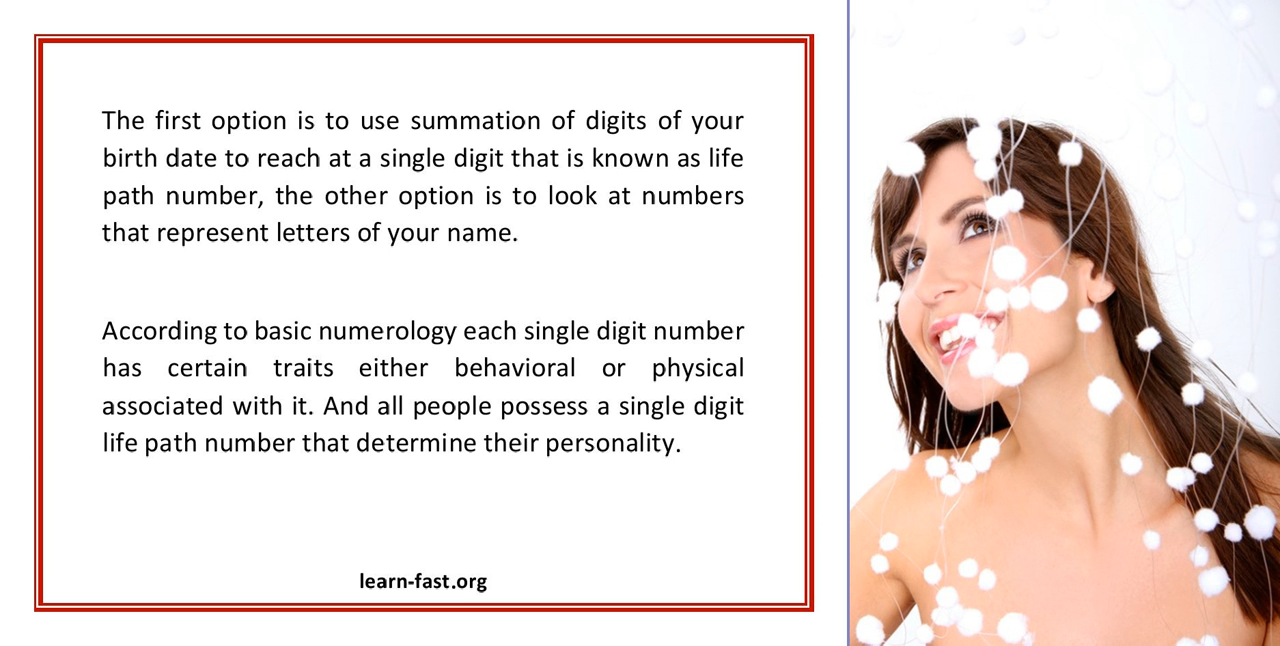 The first option is to use summation of digits of your
birth date to reach at a single digit that is known as life
path number, the other option is to look at numbers
that represent letters of your name.
According to basic numerology each single digit number
has certain traits either behavioral or physical
associated with it. And all people possess a single digit
life path number that determine their personality.
learn-fast.org